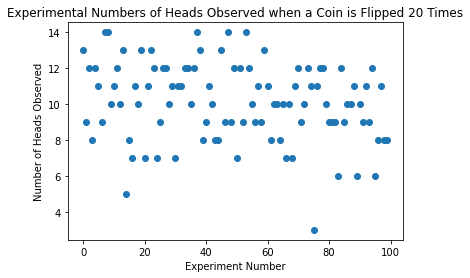 Experimental Numbers of Heads Observed when a Coin is Flipped 20 Times
14
12
10
8
6
4
Number of Heads Observed
0 20 40 60 80 100
Experiment Number